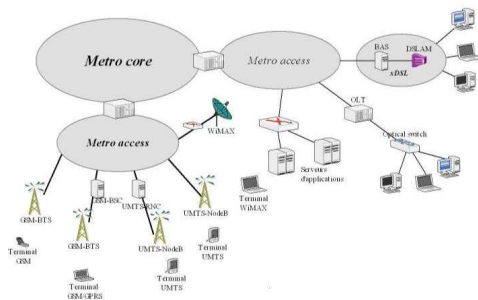 Metro core
Metro access
BAS
DSLAM
xDSL
OLT
Optical switch
Metro access
WiMAX
Serveurs
d'applications
Terminal
WiMAX
GSM-BSC
UMTS-RNC
GSM-BTS
GSM-BTS
UMTS-NodeB
UMTS-NodeB
Terminal
GSM
Terminal
GSM/GPRS
Terminal
UMTS
Terminal
UMTS